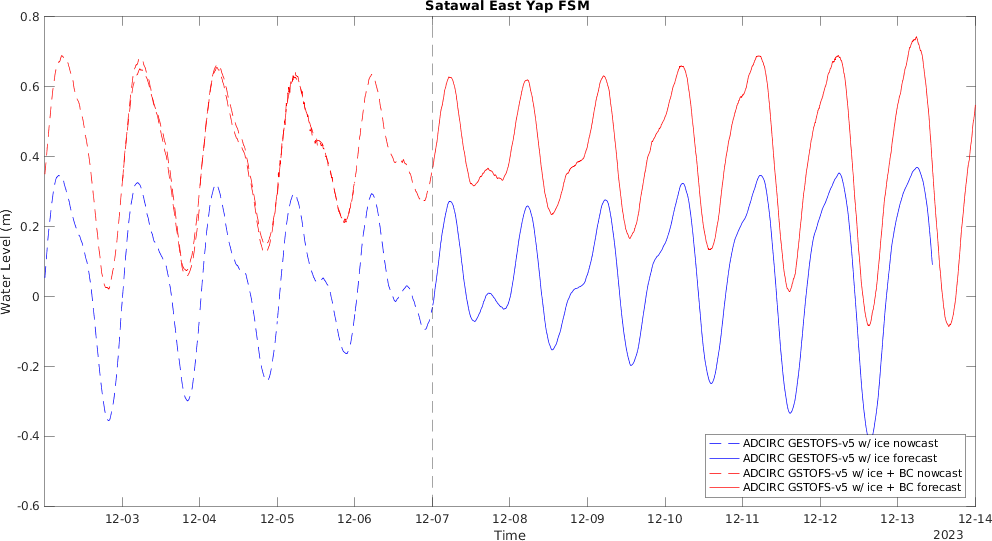 Satawal East Yap FSM
0.8
0.6
0.4
0.2
0
-0.2
-0.4
-0.6
Water Level (m)
ADCIRC GESTOFS-v5 w/ ice nowcast
ADCIRC GESTOFS-v5 w/ ice forecast
ADCIRC GSTOFS-v5 w/ ice + BC nowcast
ADCIRC GSTOFS-v5 w/ ice + BC forecast
12-03 12-04 12-05 12-06 12-07 12-08 12-09 12-10 12-11 12-12 12-13 12-14
Time
2023